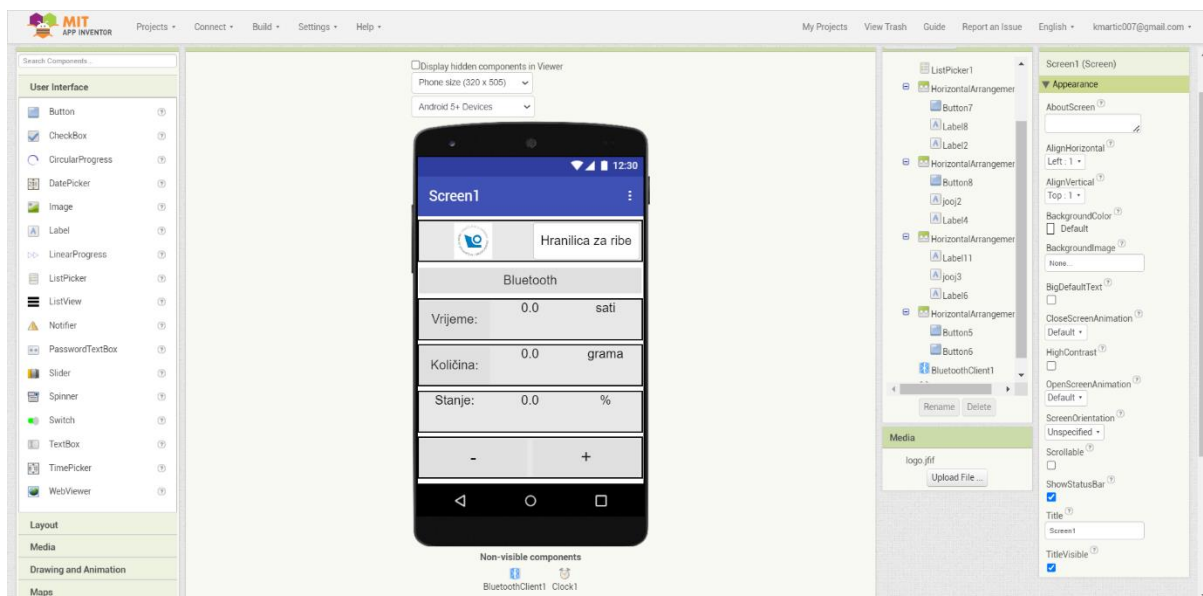 MIT
APP INVENTOR
Projects
Connect
Build
Settings
Help
My Projects
View Trash
Guide
Report an Issue
English
kmartic007@gmail.com
Search Components...
User Interface
Button
CheckBox
CircularProgress
DatePicker
Image
Label
LinearProgress
ListPicker
ListView
Notifier
PasswordTextBox
Slider
Spinner
Switch
TextBox
TimePicker
WebViewer
Layout
Media
Drawing and Animation
Maps
Display hidden components in Viewer
Phone size (320 x 505)
Android 5+ Devices
12:30
Screen1
Hranilica za ribe
Bluetooth
Vrijeme: 0.0 sati
Količina: 0.0 grama
Stanje: 0.0 %
- +
Non-visible components
BluetoothClient1 Clock1
ListPicker1
HorizontalArrangemer
Button7
Label8
Label2
HorizontalArrangemer
Button8
jooj2
Label4
HorizontalArrangemer
Label11
jooj3
Label6
HorizontalArrangemer
Button5
Button6
BluetoothClient1
Rename Delete
Media
logo.jfif
Upload File ...
Screen1 (Screen)
Appearance
AboutScreen
AlignHorizontal
Left : 1
AlignVertical
Top : 1
BackgroundColor
Default
BackgroundImage
None...
BigDefaultText
CloseScreenAnimation
Default
HighContrast
OpenScreenAnimation
Default
ScreenOrientation
Unspecified
Scrollable
ShowStatusBar
Title
Screen1
TitleVisible